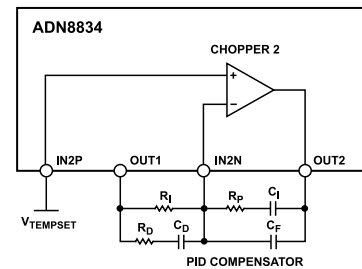 ADN8834
CHOPPER 2
+
−
IN2P
OUT1
IN2N
OUT2
RI
RP
CI
RD
CD
CF
VTEMPSET
PID COMPENSATOR